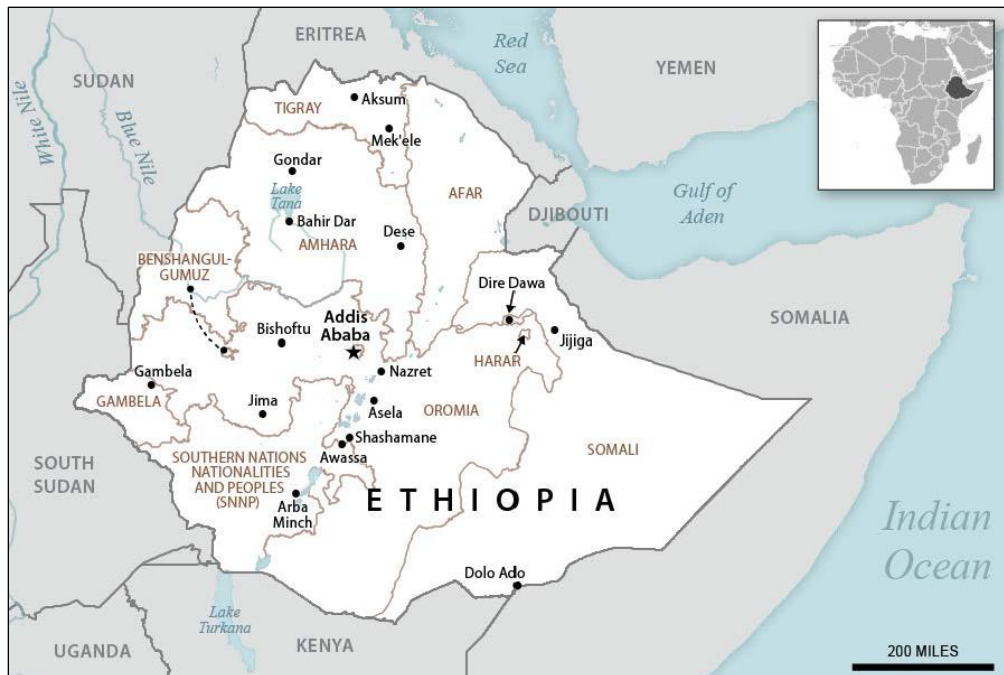 ERITREA
Red
Sea
YEMEN
SUDAN
White Nile
Blue Nile
TIGRAY
Aksum
Mek'ele
Gondar
Lake
Tana
AFAR
Gulf of
Aden
DJIBOUTI
Bahir Dar
AMHARA
Dese
BENSHANGUL-
GUMUZ
Dire Dawa
Addis
Ababa
Bishoftu
SOMALIA
Jijiga
HARAR
Nazret
Gambela
GAMBELA
Jima
Asela
OROMIA
Shashamane
Awassa
SOMALI
SOUTHERN NATIONS
NATIONALITIES
AND PEOPLES
(SNNP)
SOUTH
SUDAN
ETHIOPIA
Arba
Minch
Indian
Ocean
Dolo Ado
Lake
Turkana
UGANDA
KENYA
200 MILES